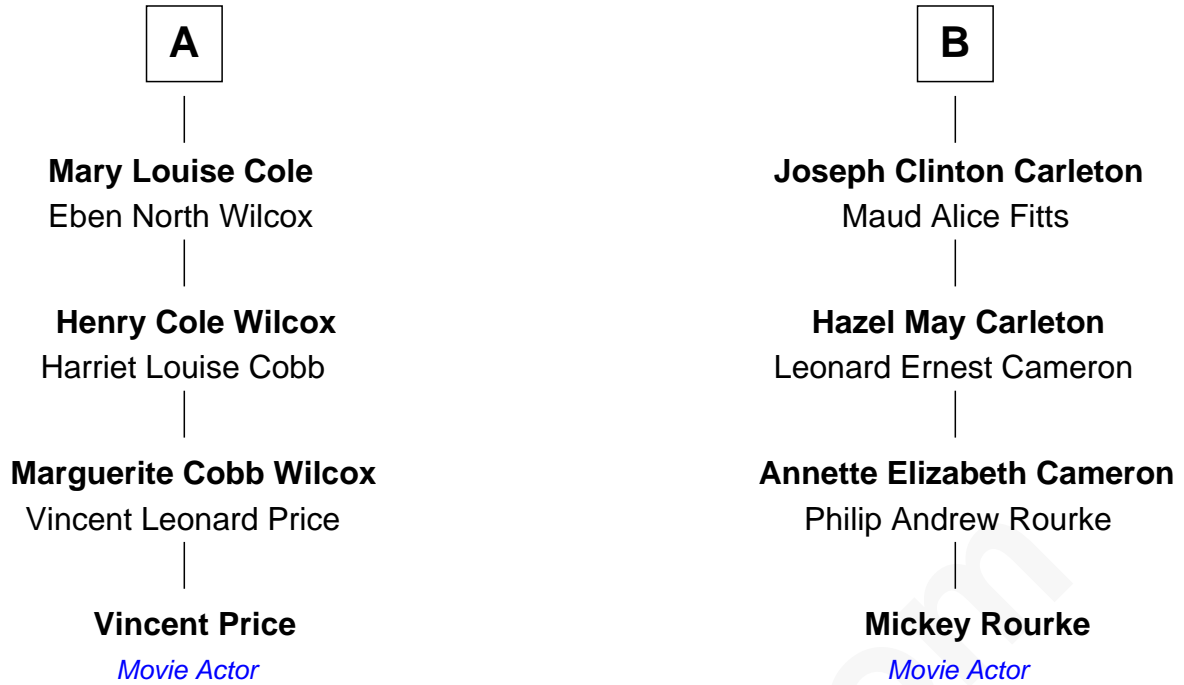 A
Mary Louise Cole
Eben North Wilcox
Henry Cole Wilcox
Harriet Louise Cobb
Marguerite Cobb Wilcox
Vincent Leonard Price
Vincent Price
Movie Actor
B
Joseph Clinton Carleton
Maud Alice Fitts
Hazel May Carleton
Leonard Ernest Cameron
Annette Elizabeth Cameron
Philip Andrew Rourke
Mickey Rourke
Movie Actor